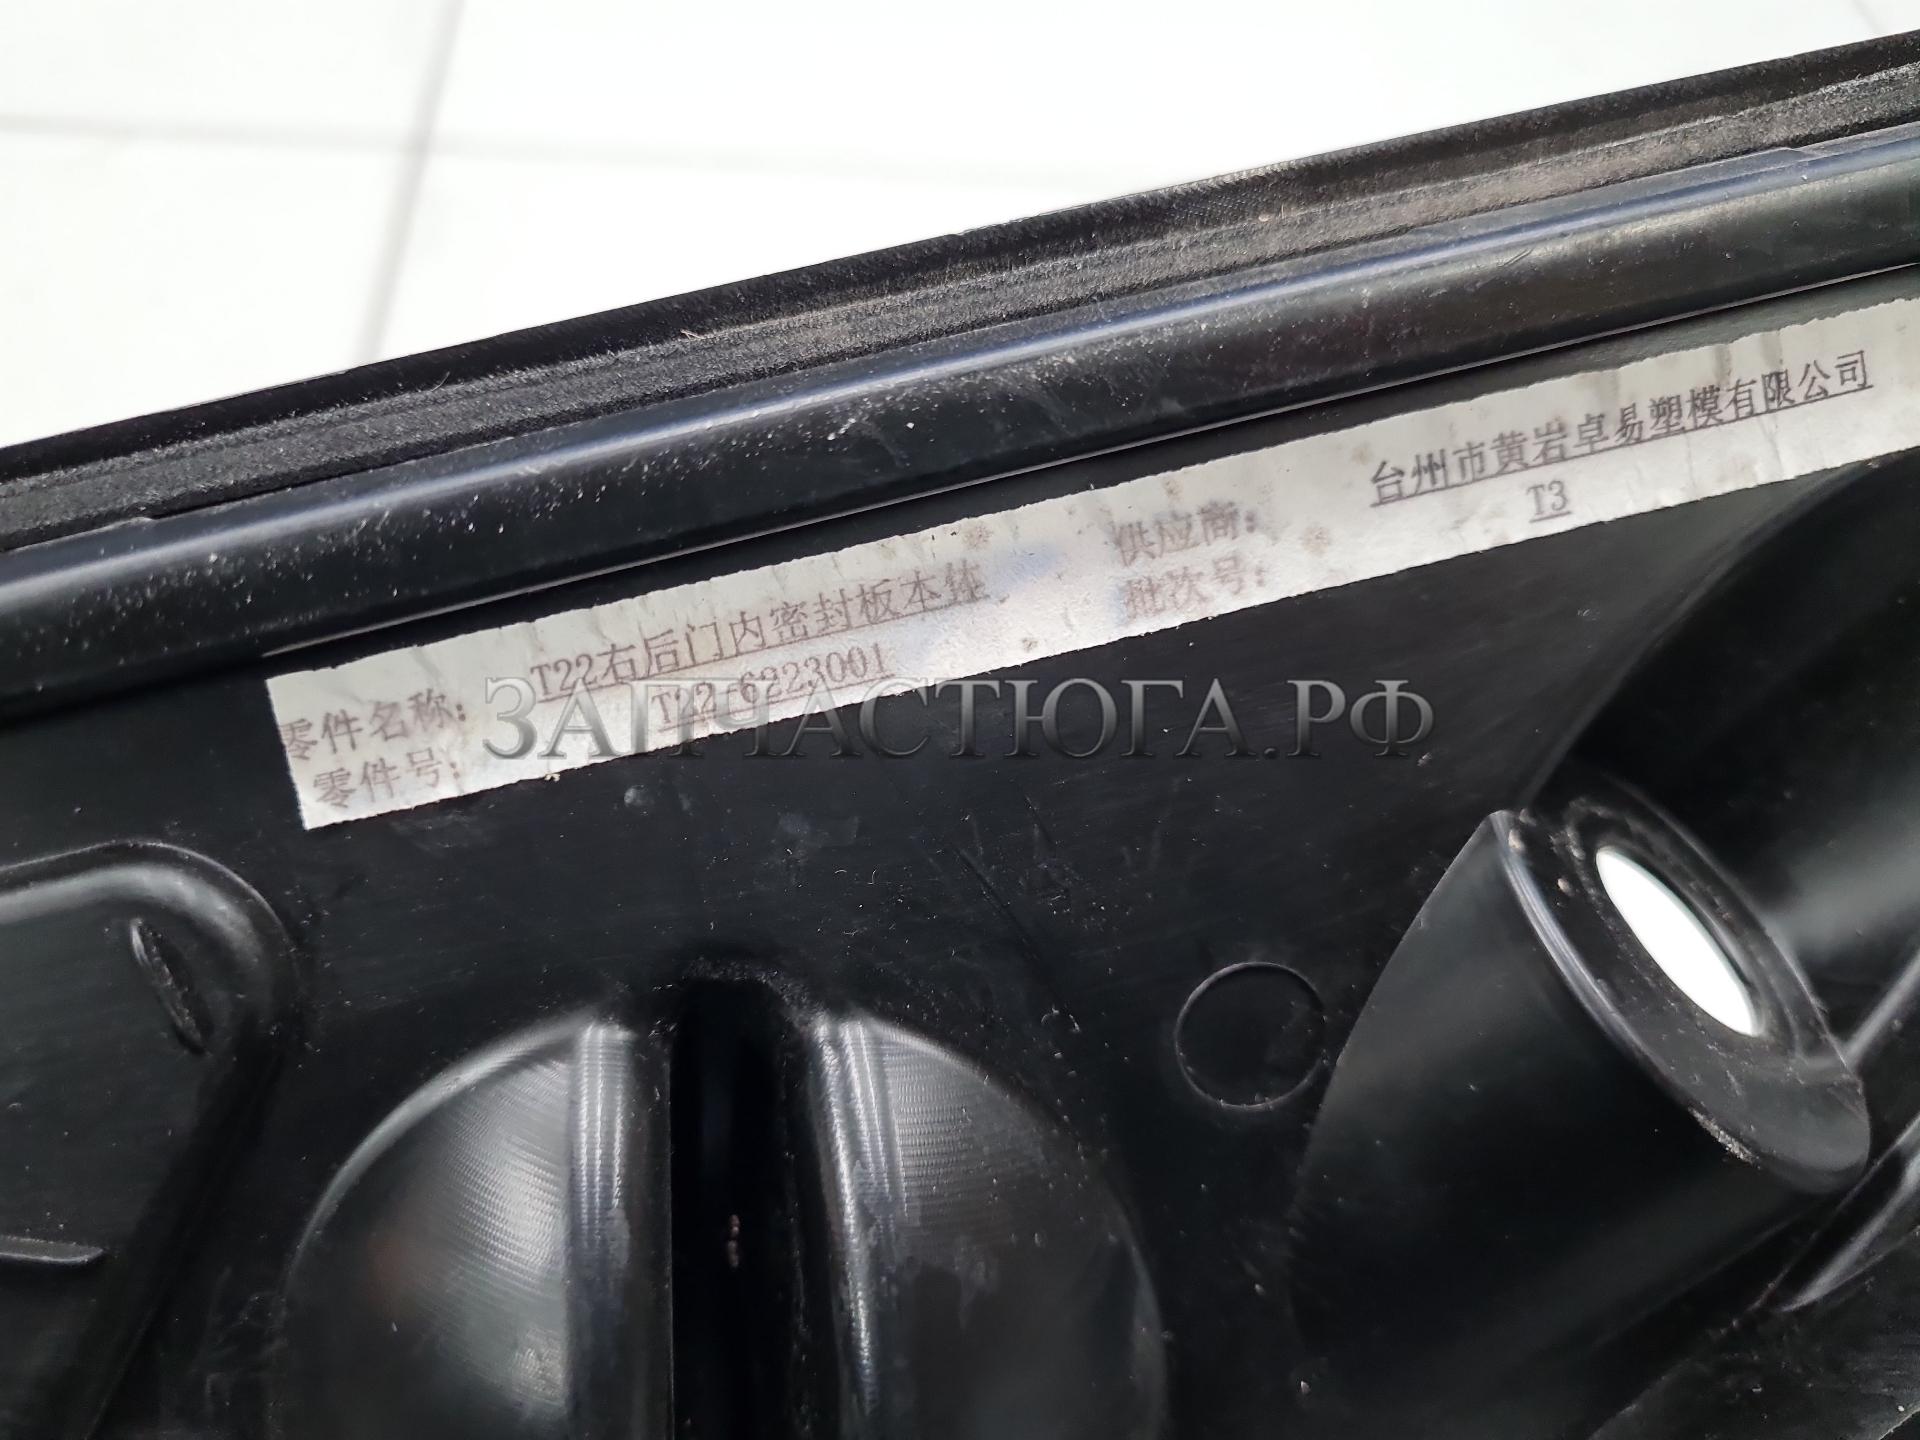 零件名称: T22右后门内密封板本体 供应商: 台州市黄岩卓易塑模有限公司
零件号: T22-6223001 批次号: T3
ЗАПЧАСТЮГА.РФ